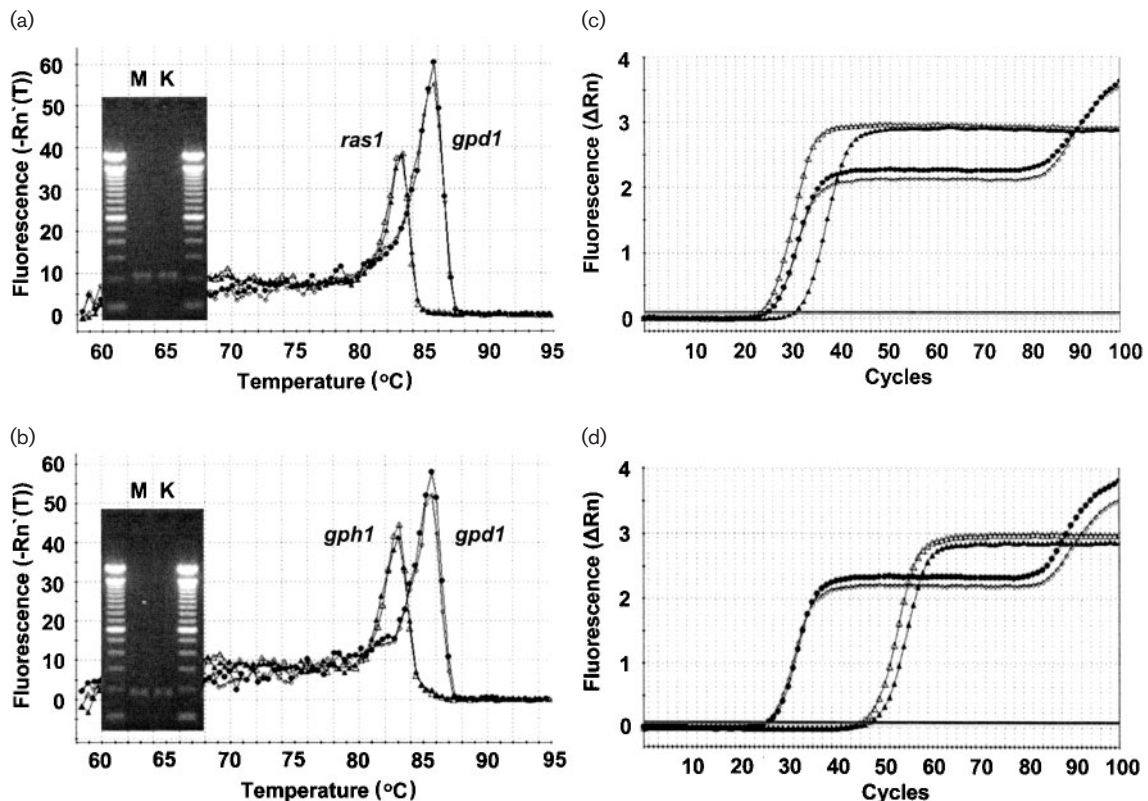 (a)
60
50
40
30
20
10
0
Fluorescence (-Rn`(T))
M K
ras1
gpd1
60 65 70 75 80 85 90 95
Temperature (°C)
(c)
4
3
2
1
0
Fluorescence (ΔRn)
10 20 30 40 50 60 70 80 90 100
Cycles
(b)
60
50
40
30
20
10
0
Fluorescence (-Rn`(T))
M K
gph1
gpd1
60 65 70 75 80 85 90 95
Temperature (°C)
(d)
4
3
2
1
0
Fluorescence (ΔRn)
10 20 30 40 50 60 70 80 90 100
Cycles